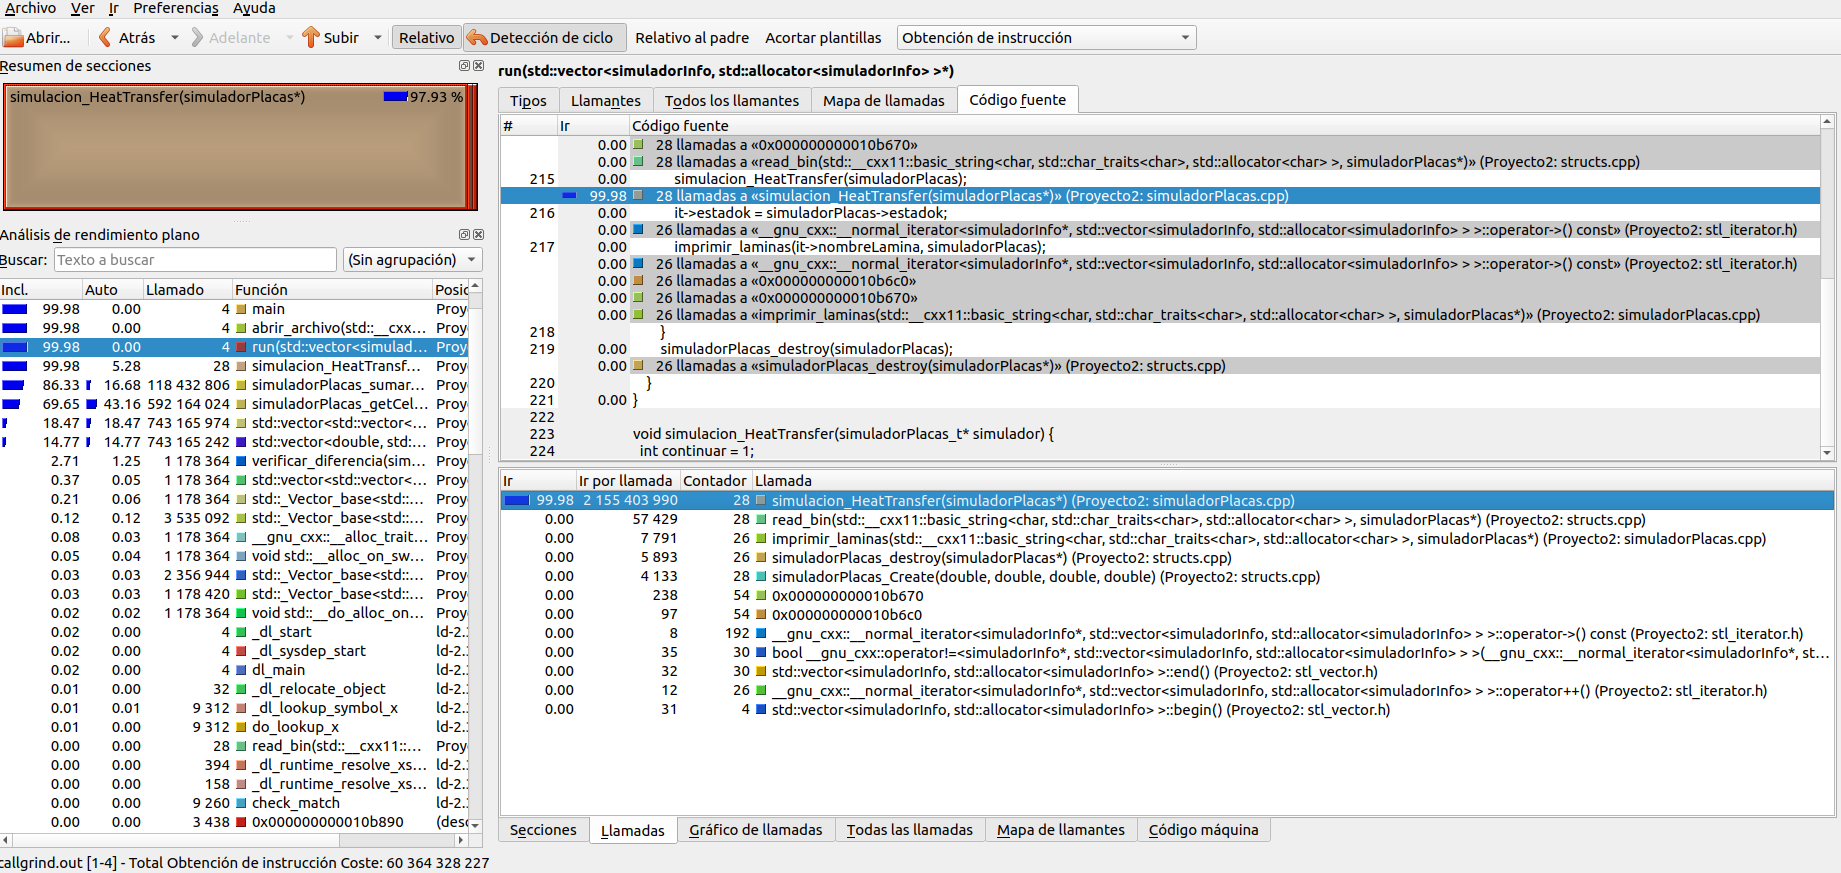 Archivo Ver Ir Preferencias Ayuda
Abrir... Atrás Adelante Subir Relativo Detección de ciclo Relativo al padre Acortar plantillas Obtención de instrucción
Resumen de secciones
simulacion_HeatTransfer(simuladorPlacas*) 97.93 %
Análisis de rendimiento plano
Buscar: Texto a buscar (Sin agrupación)
Incl. Auto Llamado Función Posic
99.98 0.00 4 main Proye
99.98 0.00 4 abrir_archivo(std::__cxx... Proye
99.98 0.00 4 run(std::vector<simulad... Proye
99.98 5.28 28 simulacion_HeatTransf... Proye
86.33 16.68 118 432 806 simuladorPlacas_sumar... Proye
69.65 43.16 592 164 024 simuladorPlacas_getCel... Proye
18.47 18.47 743 165 974 std::vector<std::vector<... Proye
14.77 14.77 743 165 242 std::vector<double, std:... Proye
2.71 1.25 1 178 364 verificar_diferencia(sim... Proye
0.37 0.05 1 178 364 std::vector<std::vector<... Proye
0.21 0.06 1 178 364 std::_Vector_base<std:... Proye
0.12 0.12 3 535 092 std::_Vector_base<std:... Proye
0.08 0.03 1 178 364 __gnu_cxx::__alloc_trait... Proye
0.05 0.04 1 178 364 void std::__alloc_on_sw... Proye
0.03 0.03 2 356 944 std::_Vector_base<std:... Proye
0.03 0.03 1 178 420 std::_Vector_base<std:... Proye
0.02 0.02 1 178 364 void std::__do_alloc_on... Proye
0.02 0.00 4 _dl_start ld-2.3
0.02 0.00 4 _dl_sysdep_start ld-2.3
0.02 0.00 4 dl_main ld-2.3
0.01 0.00 32 _dl_relocate_object ld-2.3
0.01 0.01 9 312 _dl_lookup_symbol_x ld-2.3
0.01 0.00 9 312 do_lookup_x ld-2.3
0.00 0.00 28 read_bin(std::__cxx11::... Proye
0.00 0.00 394 _dl_runtime_resolve_xs... ld-2.3
0.00 0.00 158 _dl_runtime_resolve_xs... ld-2.3
0.00 0.00 9 260 check_match ld-2.3
0.00 0.00 3 438 0x000000000010b890 (desc
run(std::vector<simuladorInfo, std::allocator<simuladorInfo> >*)
Tipos Llamantes Todos los llamantes Mapa de llamadas Código fuente
# Ir Código fuente
0.00 28 llamadas a «0x000000000010b670»
0.00 28 llamadas a «read_bin(std::__cxx11::basic_string<char, std::char_traits<char>, std::allocator<char> >, simuladorPlacas*)» (Proyecto2: structs.cpp)
215 0.00 simulacion_HeatTransfer(simuladorPlacas);
99.98 28 llamadas a «simulacion_HeatTransfer(simuladorPlacas*)» (Proyecto2: simuladorPlacas.cpp)
216 0.00 it->estadok = simuladorPlacas->estadok;
0.00 26 llamadas a «__gnu_cxx::__normal_iterator<simuladorInfo*, std::vector<simuladorInfo, std::allocator<simuladorInfo> > >::operator->() const» (Proyecto2: stl_iterator.h)
217 0.00 imprimir_laminas(it->nombreLamina, simuladorPlacas);
0.00 26 llamadas a «__gnu_cxx::__normal_iterator<simuladorInfo*, std::vector<simuladorInfo, std::allocator<simuladorInfo> > >::operator->() const» (Proyecto2: stl_iterator.h)
0.00 26 llamadas a «0x000000000010b6c0»
0.00 26 llamadas a «0x000000000010b670»
0.00 26 llamadas a «imprimir_laminas(std::__cxx11::basic_string<char, std::char_traits<char>, std::allocator<char> >, simuladorPlacas*)» (Proyecto2: simuladorPlacas.cpp)
218 }
219 0.00 simuladorPlacas_destroy(simuladorPlacas);
0.00 26 llamadas a «simuladorPlacas_destroy(simuladorPlacas*)» (Proyecto2: structs.cpp)
220 }
221 0.00 }
222
223 void simulacion_HeatTransfer(simuladorPlacas_t* simulador) {
224 int continuar = 1;
Ir Ir por llamada Contador Llamada
99.98 2 155 403 990 28 simulacion_HeatTransfer(simuladorPlacas*) (Proyecto2: simuladorPlacas.cpp)
0.00 57 429 28 read_bin(std::__cxx11::basic_string<char, std::char_traits<char>, std::allocator<char> >, simuladorPlacas*) (Proyecto2: structs.cpp)
0.00 7 791 26 imprimir_laminas(std::__cxx11::basic_string<char, std::char_traits<char>, std::allocator<char> >, simuladorPlacas*) (Proyecto2: simuladorPlacas.cpp)
0.00 5 893 26 simuladorPlacas_destroy(simuladorPlacas*) (Proyecto2: structs.cpp)
0.00 4 133 28 simuladorPlacas_Create(double, double, double, double) (Proyecto2: structs.cpp)
0.00 238 54 0x000000000010b670
0.00 97 54 0x000000000010b6c0
0.00 8 192 __gnu_cxx::__normal_iterator<simuladorInfo*, std::vector<simuladorInfo, std::allocator<simuladorInfo> > >::operator->() const (Proyecto2: stl_iterator.h)
0.00 35 30 bool __gnu_cxx::operator!=<simuladorInfo*, std::vector<simuladorInfo, std::allocator<simuladorInfo> > >(__gnu_cxx::__normal_iterator<simuladorInfo*, st...
0.00 32 30 std::vector<simuladorInfo, std::allocator<simuladorInfo> >::end() (Proyecto2: stl_vector.h)
0.00 12 26 __gnu_cxx::__normal_iterator<simuladorInfo*, std::vector<simuladorInfo, std::allocator<simuladorInfo> > >::operator++() (Proyecto2: stl_iterator.h)
0.00 31 4 std::vector<simuladorInfo, std::allocator<simuladorInfo> >::begin() (Proyecto2: stl_vector.h)
Secciones Llamadas Gráfico de llamadas Todas las llamadas Mapa de llamantes Código máquina
callgrind.out [1-4] - Total Obtención de instrucción Coste: 60 364 328 227